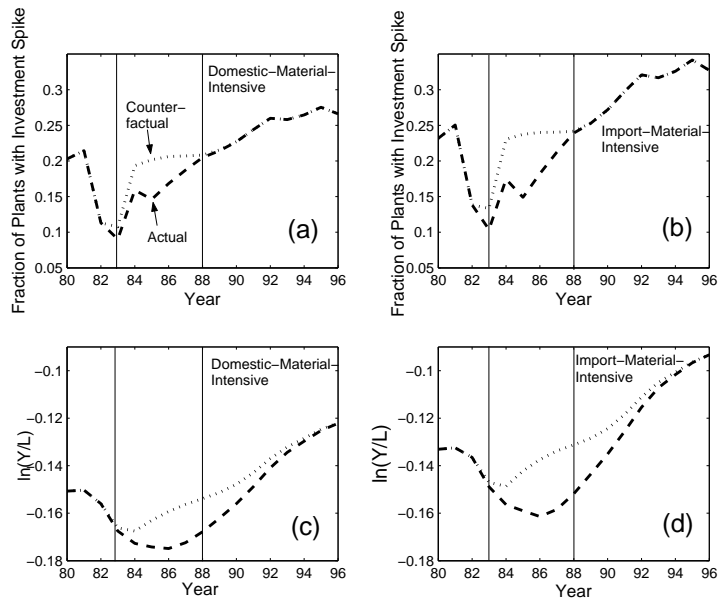 Fraction of Plants with Investment Spike
0.3
0.25
0.2
0.15
0.1
0.05
Domestic−Material−
Intensive
Counter−
factual
Actual
(a)
80 82 84 86 88 90 92 94 96
Year
Fraction of Plants with Investment Spike
0.3
0.25
0.2
0.15
0.1
0.05
Import−Material−
Intensive
(b)
80 82 84 86 88 90 92 94 96
Year
ln(Y/L)
−0.1
−0.12
−0.14
−0.16
−0.18
Domestic−Material−
Intensive
(c)
80 82 84 86 88 90 92 94 96
Year
ln(Y/L)
−0.1
−0.12
−0.14
−0.16
−0.18
Import−Material−
Intensive
(d)
80 82 84 86 88 90 92 94 96
Year